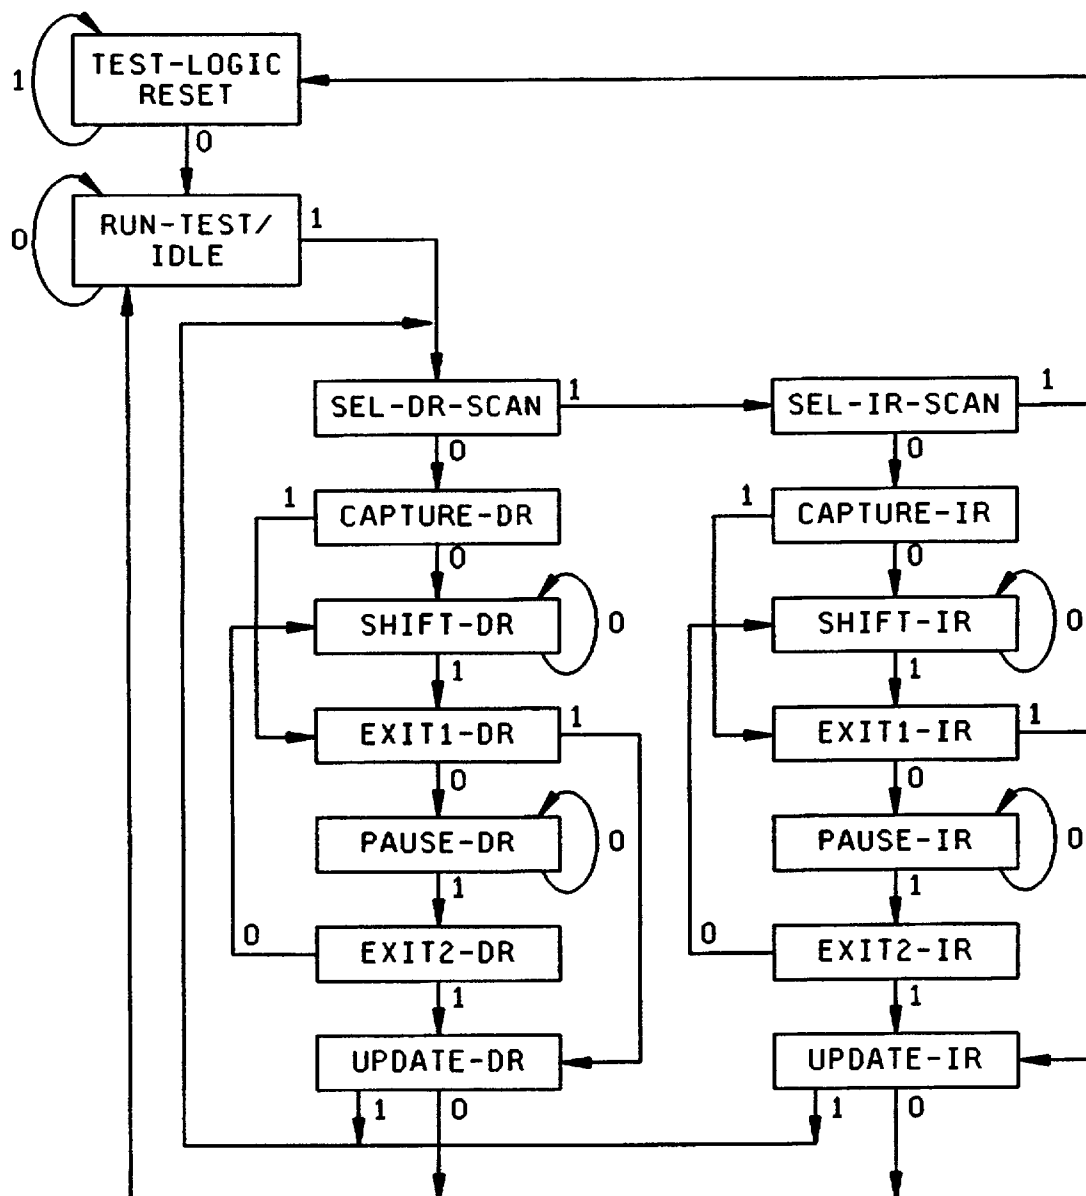 TEST-LOGIC
RESET
1
0
RUN-TEST/
IDLE
0
1
SEL-DR-SCAN
1
SEL-IR-SCAN
1
0
0
1
CAPTURE-DR
1
CAPTURE-IR
0
0
SHIFT-DR
0
SHIFT-IR
0
1
1
EXIT1-DR
1
EXIT1-IR
1
0
0
PAUSE-DR
0
PAUSE-IR
0
1
1
0
EXIT2-DR
0
EXIT2-IR
1
1
UPDATE-DR
UPDATE-IR
1
0
1
0